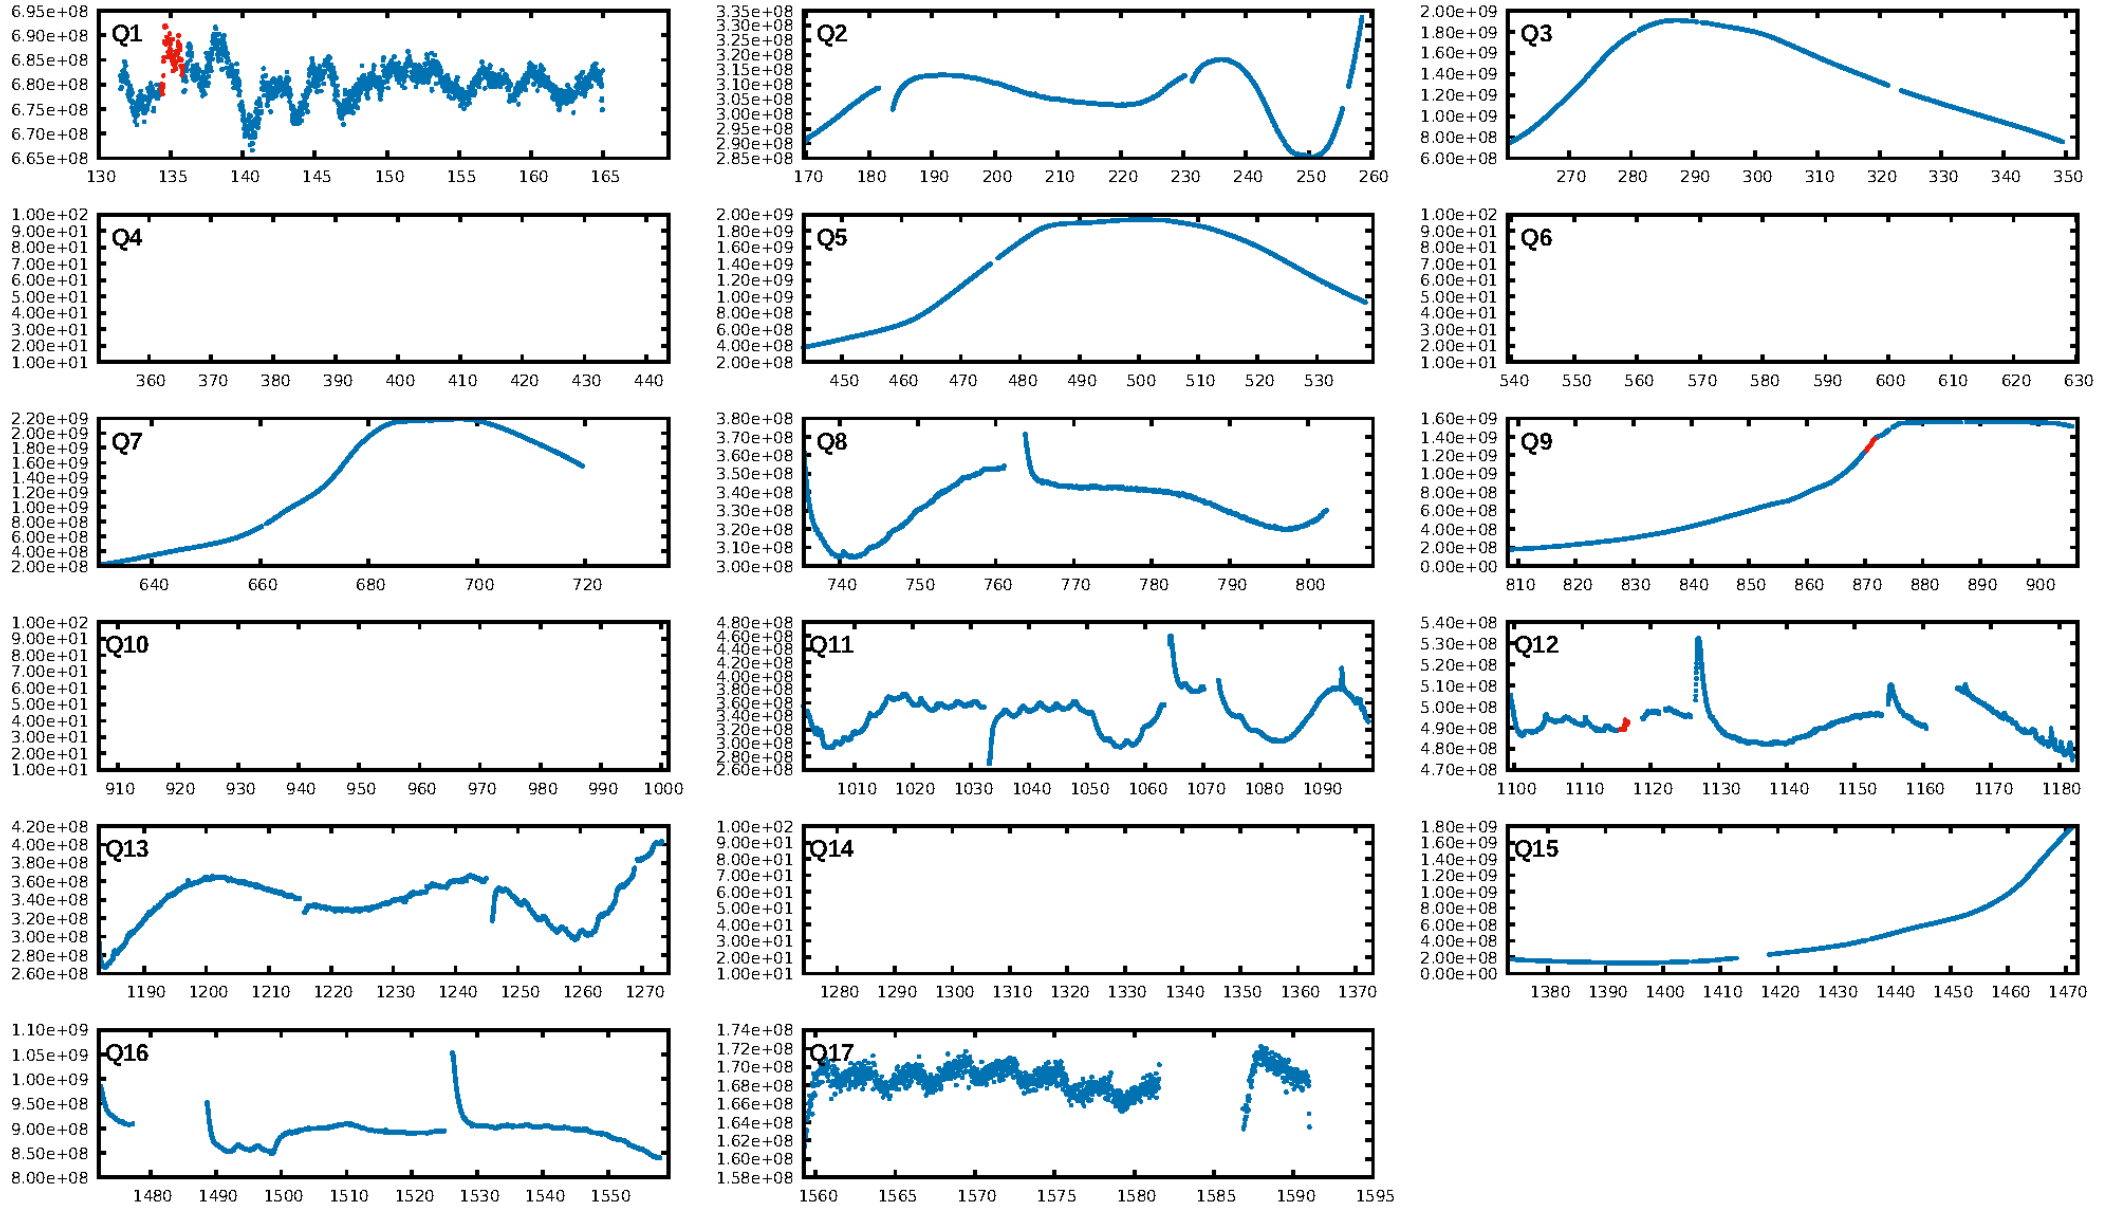 6.95e+08
6.90e+08
6.85e+08
6.80e+08
6.75e+08
6.70e+08
6.65e+08
Q1
130 135 140 145 150 155 160 165
3.35e+08
3.30e+08
3.25e+08
3.20e+08
3.15e+08
3.10e+08
3.05e+08
3.00e+08
2.95e+08
2.90e+08
2.85e+08
Q2
170 180 190 200 210 220 230 240 250 260
2.00e+09
1.80e+09
1.60e+09
1.40e+09
1.20e+09
1.00e+09
8.00e+08
6.00e+08
Q3
270 280 290 300 310 320 330 340 350
1.00e+02
9.00e+01
8.00e+01
7.00e+01
6.00e+01
5.00e+01
4.00e+01
3.00e+01
2.00e+01
1.00e+01
Q4
360 370 380 390 400 410 420 430 440
2.00e+09
1.80e+09
1.60e+09
1.40e+09
1.20e+09
1.00e+09
8.00e+08
6.00e+08
4.00e+08
2.00e+08
Q5
450 460 470 480 490 500 510 520 530
1.00e+02
9.00e+01
8.00e+01
7.00e+01
6.00e+01
5.00e+01
4.00e+01
3.00e+01
2.00e+01
1.00e+01
Q6
540 550 560 570 580 590 600 610 620 630
2.20e+09
2.00e+09
1.80e+09
1.60e+09
1.40e+09
1.20e+09
1.00e+09
8.00e+08
6.00e+08
4.00e+08
2.00e+08
Q7
640 660 680 700 720
3.80e+08
3.70e+08
3.60e+08
3.50e+08
3.40e+08
3.30e+08
3.20e+08
3.10e+08
3.00e+08
Q8
740 750 760 770 780 790 800
1.60e+09
1.40e+09
1.20e+09
1.00e+09
8.00e+08
6.00e+08
4.00e+08
2.00e+08
0.00e+00
Q9
810 820 830 840 850 860 870 880 890 900
1.00e+02
9.00e+01
8.00e+01
7.00e+01
6.00e+01
5.00e+01
4.00e+01
3.00e+01
2.00e+01
1.00e+01
Q10
910 920 930 940 950 960 970 980 990 1000
4.80e+08
4.60e+08
4.40e+08
4.20e+08
4.00e+08
3.80e+08
3.60e+08
3.40e+08
3.20e+08
3.00e+08
2.80e+08
2.60e+08
Q11
1010 1020 1030 1040 1050 1060 1070 1080 1090
5.40e+08
5.30e+08
5.20e+08
5.10e+08
5.00e+08
4.90e+08
4.80e+08
4.70e+08
Q12
1100 1110 1120 1130 1140 1150 1160 1170 1180
4.20e+08
4.00e+08
3.80e+08
3.60e+08
3.40e+08
3.20e+08
3.00e+08
2.80e+08
2.60e+08
Q13
1190 1200 1210 1220 1230 1240 1250 1260 1270
1.00e+02
9.00e+01
8.00e+01
7.00e+01
6.00e+01
5.00e+01
4.00e+01
3.00e+01
2.00e+01
1.00e+01
Q14
1280 1290 1300 1310 1320 1330 1340 1350 1360 1370
1.80e+09
1.60e+09
1.40e+09
1.20e+09
1.00e+09
8.00e+08
6.00e+08
4.00e+08
2.00e+08
0.00e+00
Q15
1380 1390 1400 1410 1420 1430 1440 1450 1460 1470
1.10e+09
1.05e+09
1.00e+09
9.50e+08
9.00e+08
8.50e+08
8.00e+08
Q16
1480 1490 1500 1510 1520 1530 1540 1550
1.74e+08
1.72e+08
1.70e+08
1.68e+08
1.66e+08
1.64e+08
1.62e+08
1.60e+08
1.58e+08
Q17
1560 1565 1570 1575 1580 1585 1590 1595